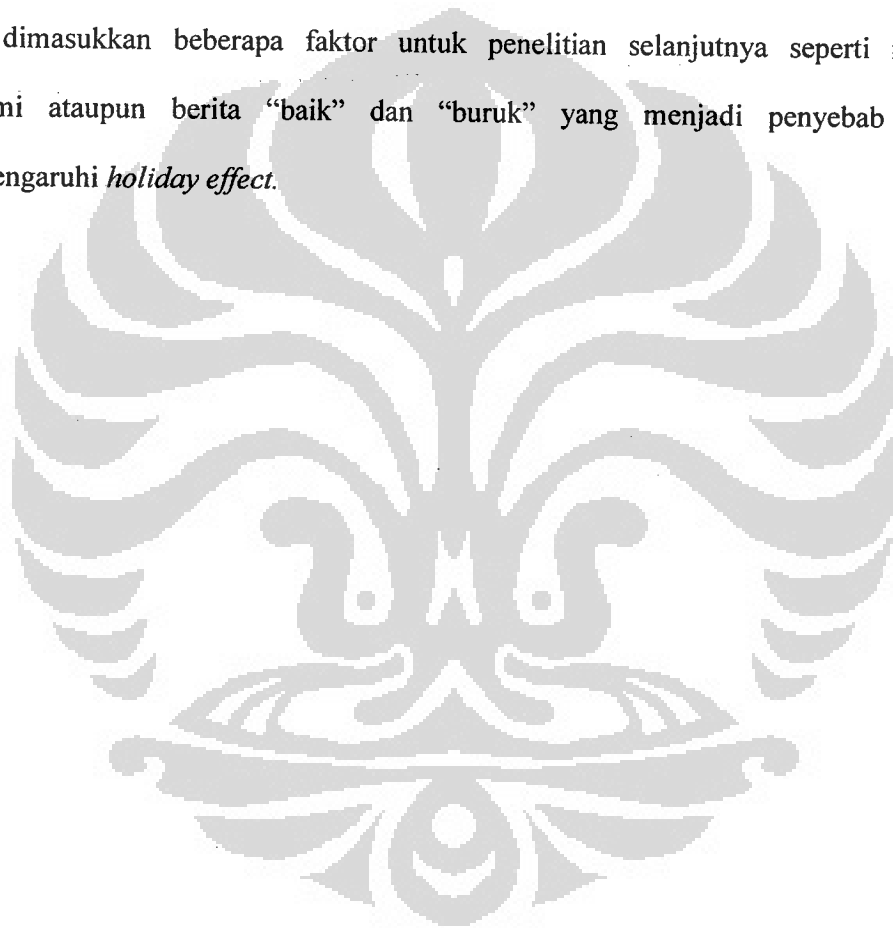 dimasukkan beberapa faktor untuk penelitian selanjutnya seperti
ataupun berita “baik” dan “buruk” yang menjadi penyebab
holiday effect.